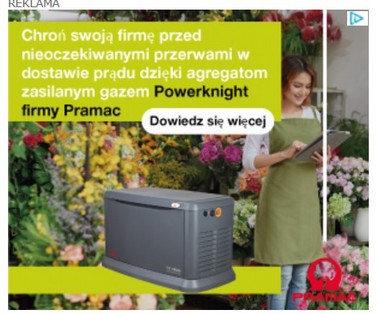 REKLAMA
Chroń swoją firmę przed
nieoczekiwanymi przerwami w
dostawie prądu dzięki agregatom
zasilanym gazem Powerknight
firmy Pramac
Dowiedz się więcej
PRAMAC